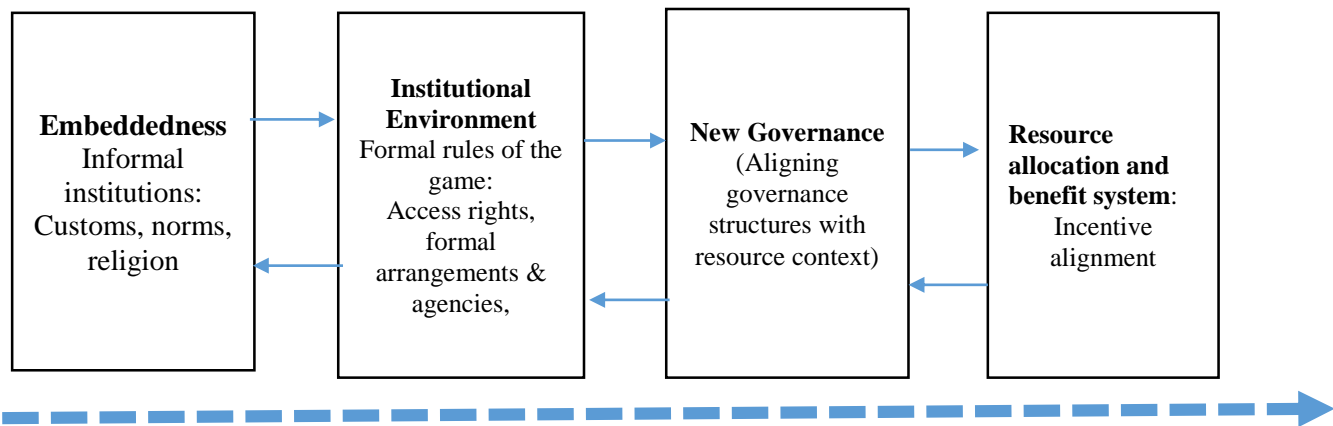 Embeddedness
Informal
institutions:
Customs, norms,
religion
Institutional
Environment
Formal rules of the
game:
Access rights,
formal
arrangements &
agencies,
New Governance
(Aligning
governance
structures with
resource context)
Resource
allocation and
benefit system:
Incentive
alignment